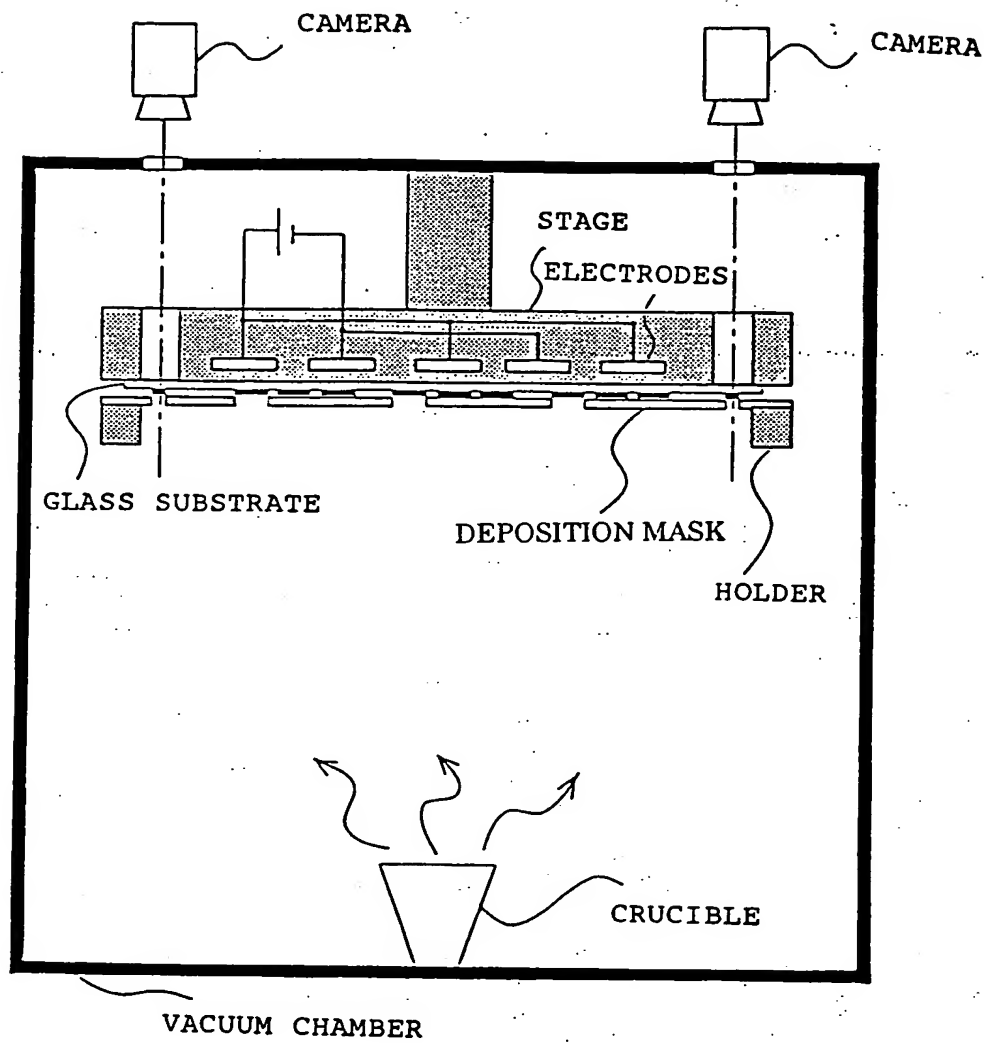 CAMERA
CAMERA
STAGE
ELECTRODES
GLASS SUBSTRATE
DEPOSITION MASK
HOLDER
CRUCIBLE
VACUUM CHAMBER